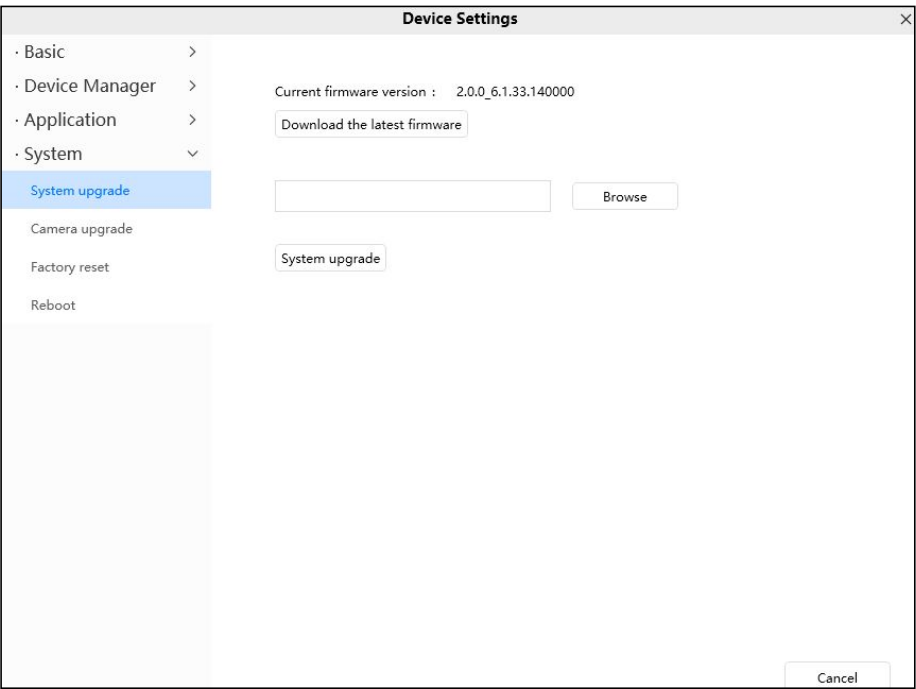 Device Settings
· Basic
· Device Manager
· Application
· System
System upgrade
Camera upgrade
Factory reset
Reboot
Current firmware version : 2.0.0_6.1.33.140000
Download the latest firmware
Browse
System upgrade
Cancel